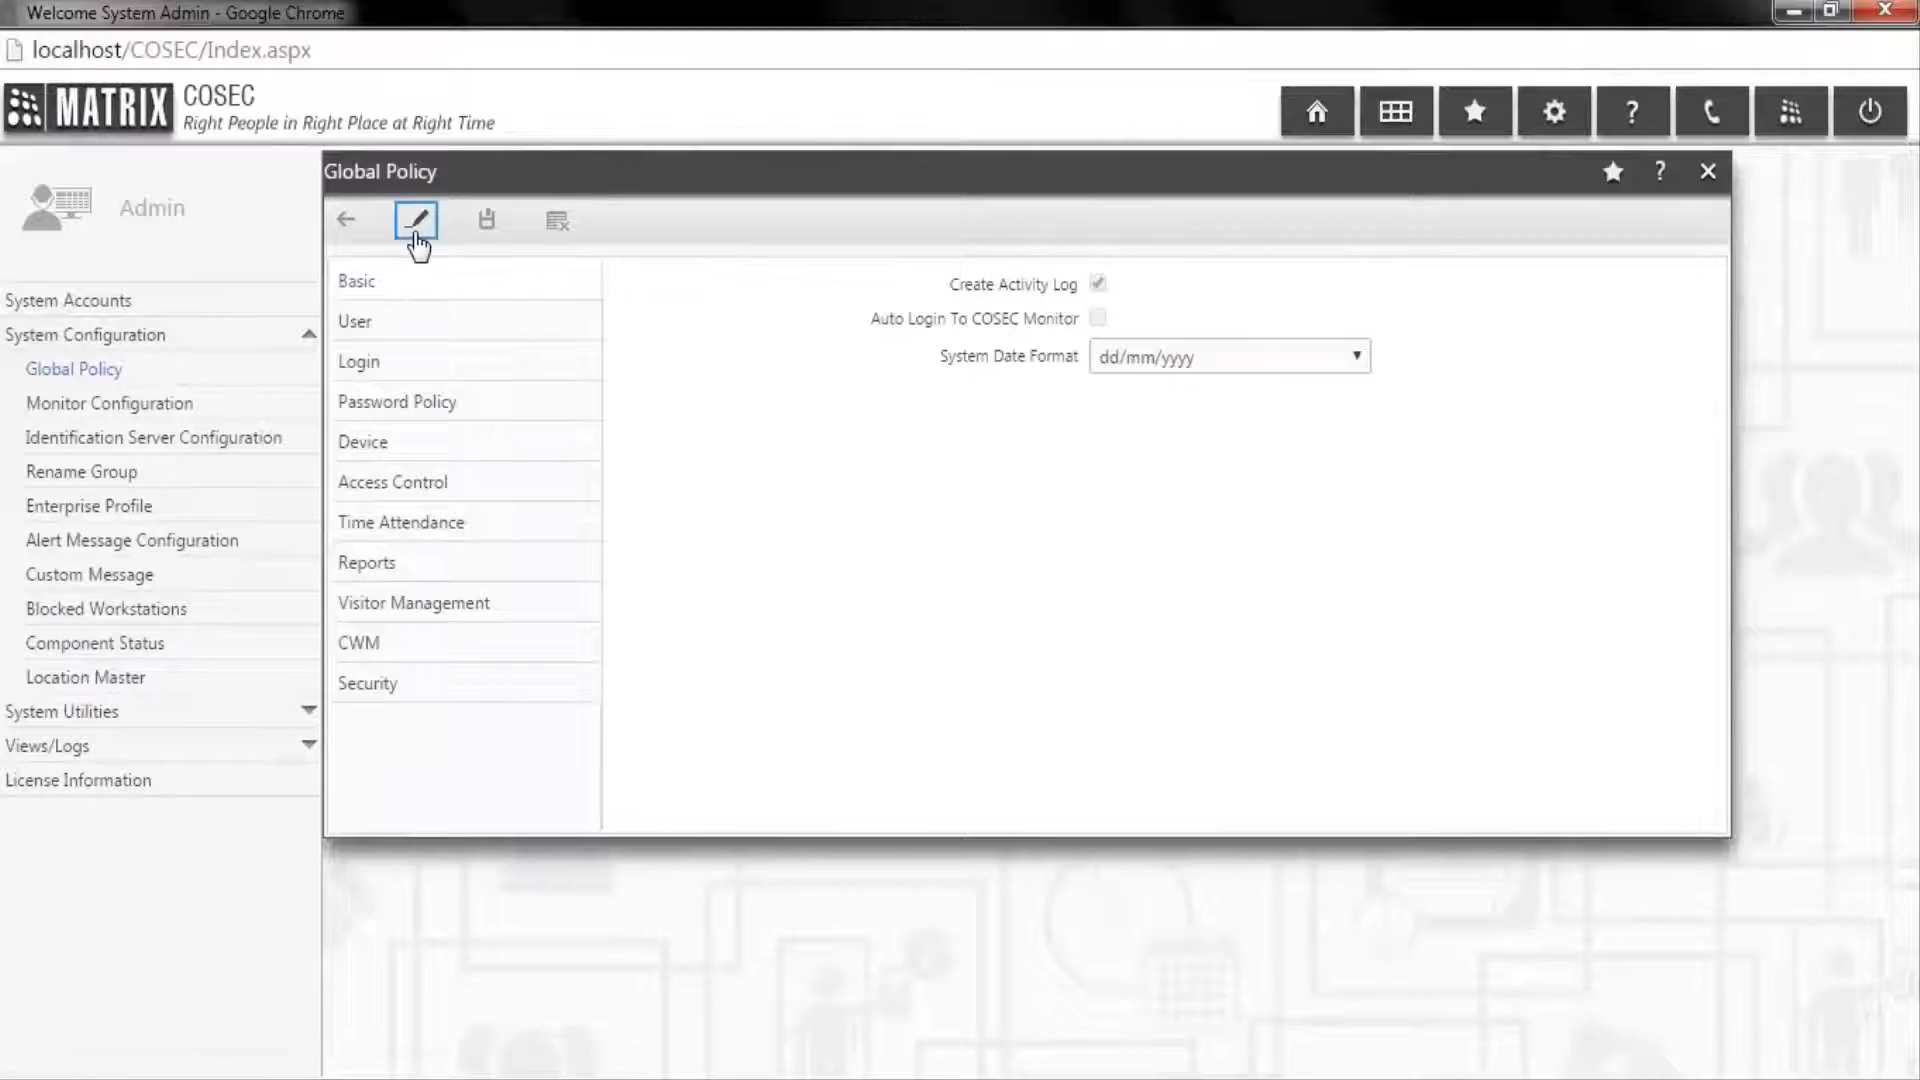 Welcome System Admin - Google Chrome
localhost/COSEC/Index.aspx
MATRIX
COSEC
Right People in Right Place at Right Time
?
Admin
System Accounts
System Configuration
Global Policy
Monitor Configuration
Identification Server Configuration
Rename Group
Enterprise Profile
Alert Message Configuration
Custom Message
Blocked Workstations
Component Status
Location Master
System Utilities
Views/Logs
License Information
Global Policy
?
Basic
User
Login
Password Policy
Device
Access Control
Time Attendance
Reports
Visitor Management
CWM
Security
Create Activity Log
Auto Login To COSEC Monitor
System Date Format dd/mm/yyyy